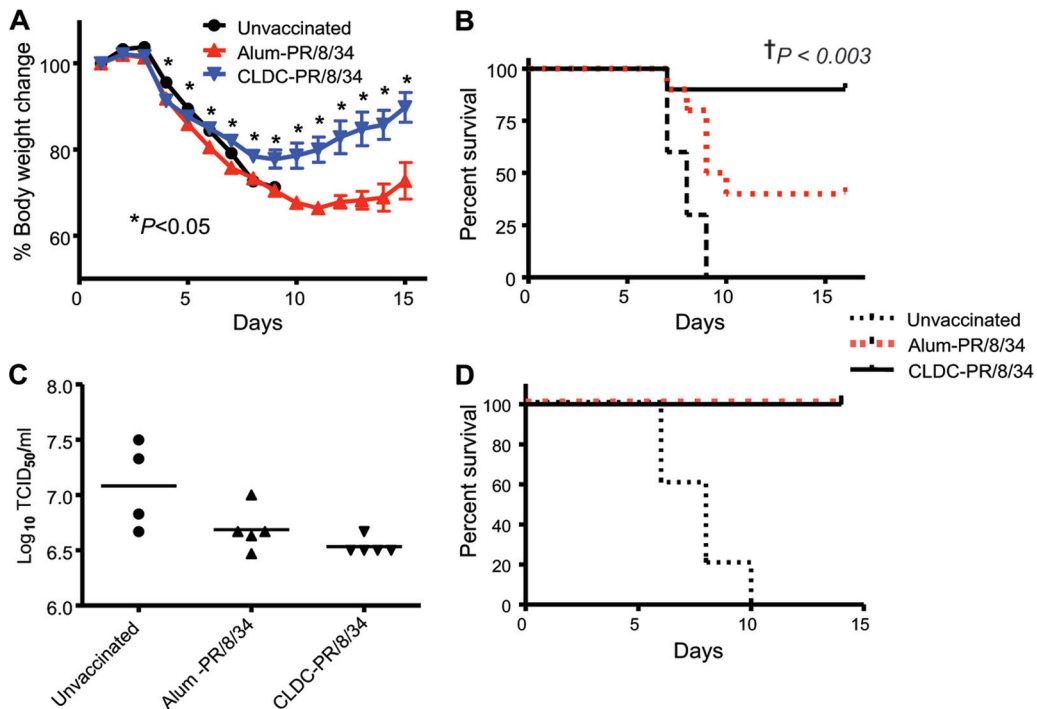 A
Unvaccinated
Alum-PR/8/34
CLDC-PR/8/34
% Body weight change
100
80
60
* * * * * * * * * * * *
*P<0.05
0 5 10 15
Days
B
†P < 0.003
Percent survival
100
75
50
25
0
0 5 10 15
Days
Unvaccinated
Alum-PR/8/34
CLDC-PR/8/34
C
Log10 TCID50/ml
8.0
7.5
7.0
6.5
6.0
Unvaccinated
Alum -PR/8/34
CLDC-PR/8/34
D
Percent survival
100
80
60
40
20
0
0 5 10 15
Days